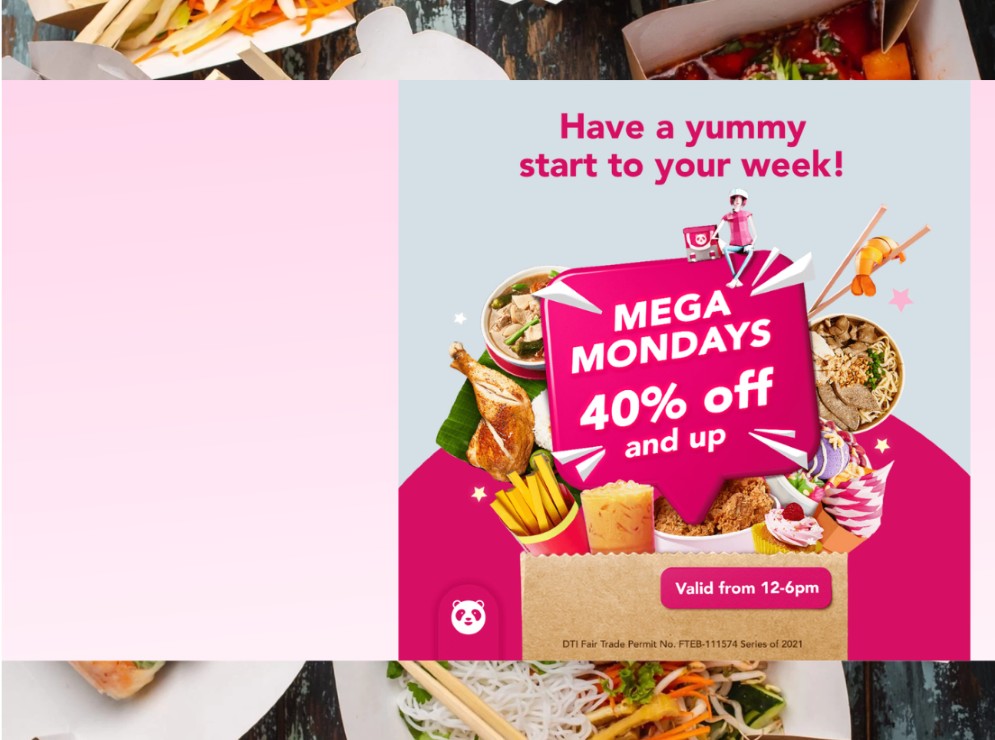 Have a yummy
start to your week!
MEGA
MONDAYS
40% off
and up
Valid from 12-6pm
DTI Fair Trade Permit No. FTEB-111574 Series of 2021